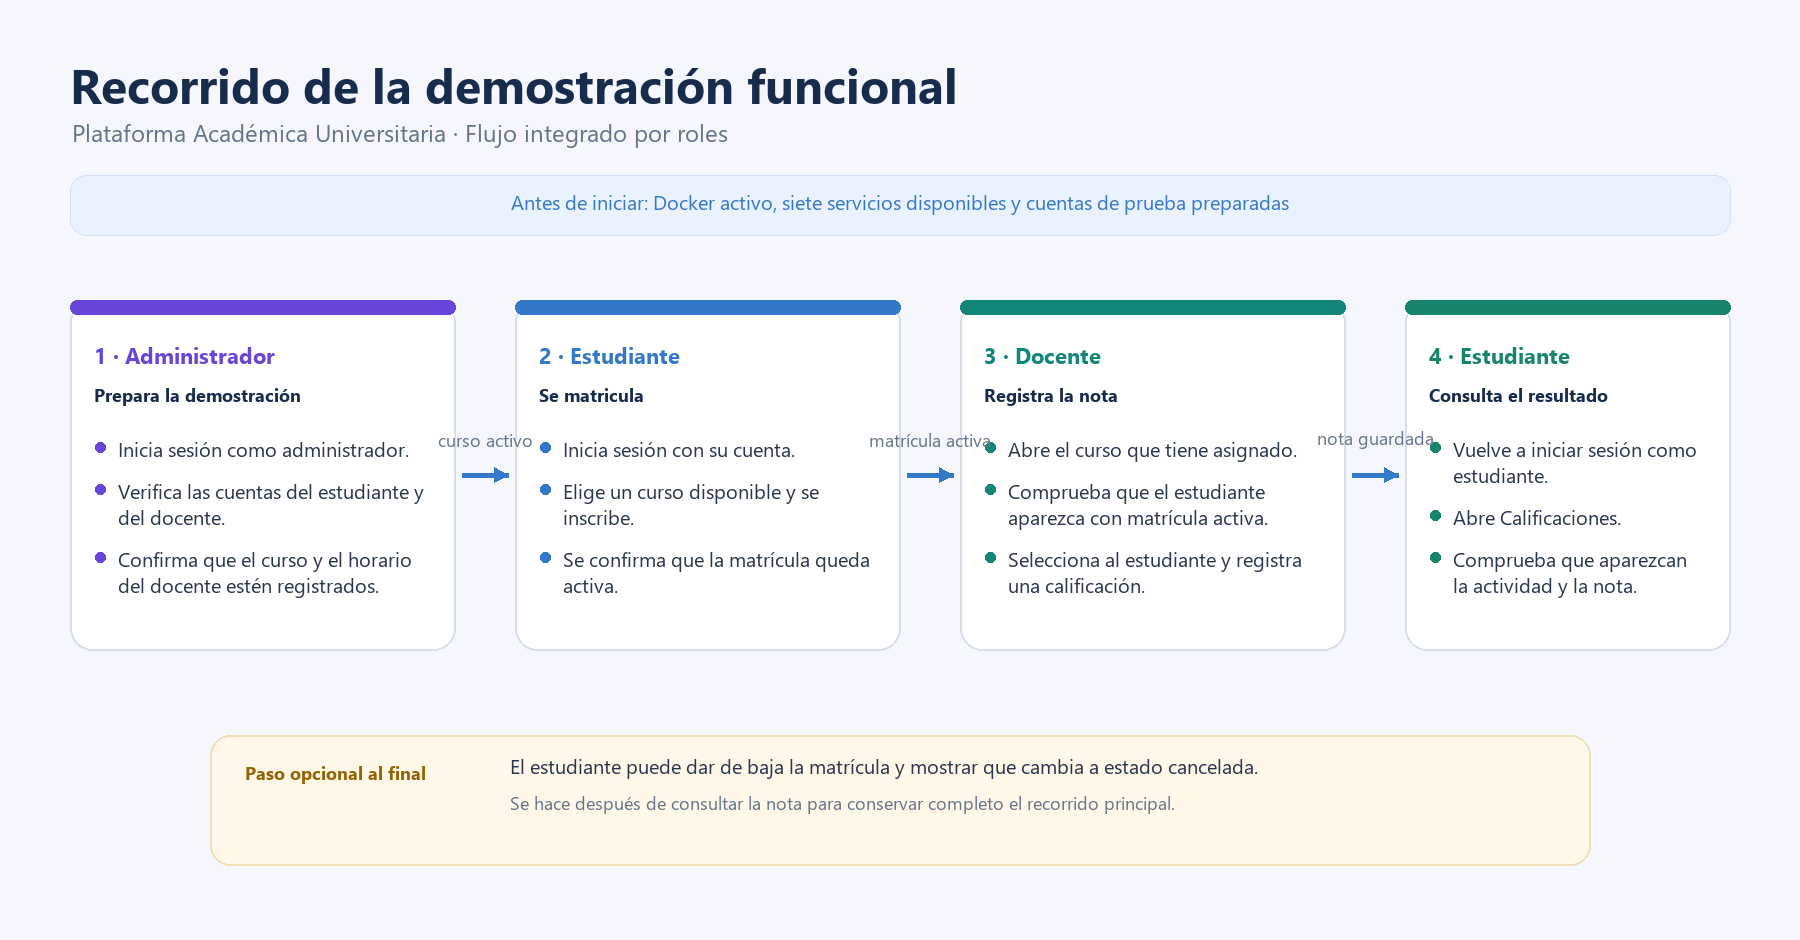 Recorrido de la demostración funcional
Plataforma Académica Universitaria · Flujo integrado por roles
Antes de iniciar: Docker activo, siete servicios disponibles y cuentas de prueba preparadas
1 · Administrador
Prepara la demostración
Inicia sesión como administrador.
Verifica las cuentas del estudiante y
del docente.
Confirma que el curso y el horario
del docente estén registrados.
curso activo
2 · Estudiante
Se matricula
Inicia sesión con su cuenta.
Elige un curso disponible y se
inscribe.
Se confirma que la matrícula queda
activa.
matrícula activa
3 · Docente
Registra la nota
Abre el curso que tiene asignado.
Comprueba que el estudiante
aparezca con matrícula activa.
Selecciona al estudiante y registra
una calificación.
nota guardada
4 · Estudiante
Consulta el resultado
Vuelve a iniciar sesión como
estudiante.
Abre Calificaciones.
Comprueba que aparezcan
la actividad y la nota.
Paso opcional al final
El estudiante puede dar de baja la matrícula y mostrar que cambia a estado cancelada.
Se hace después de consultar la nota para conservar completo el recorrido principal.